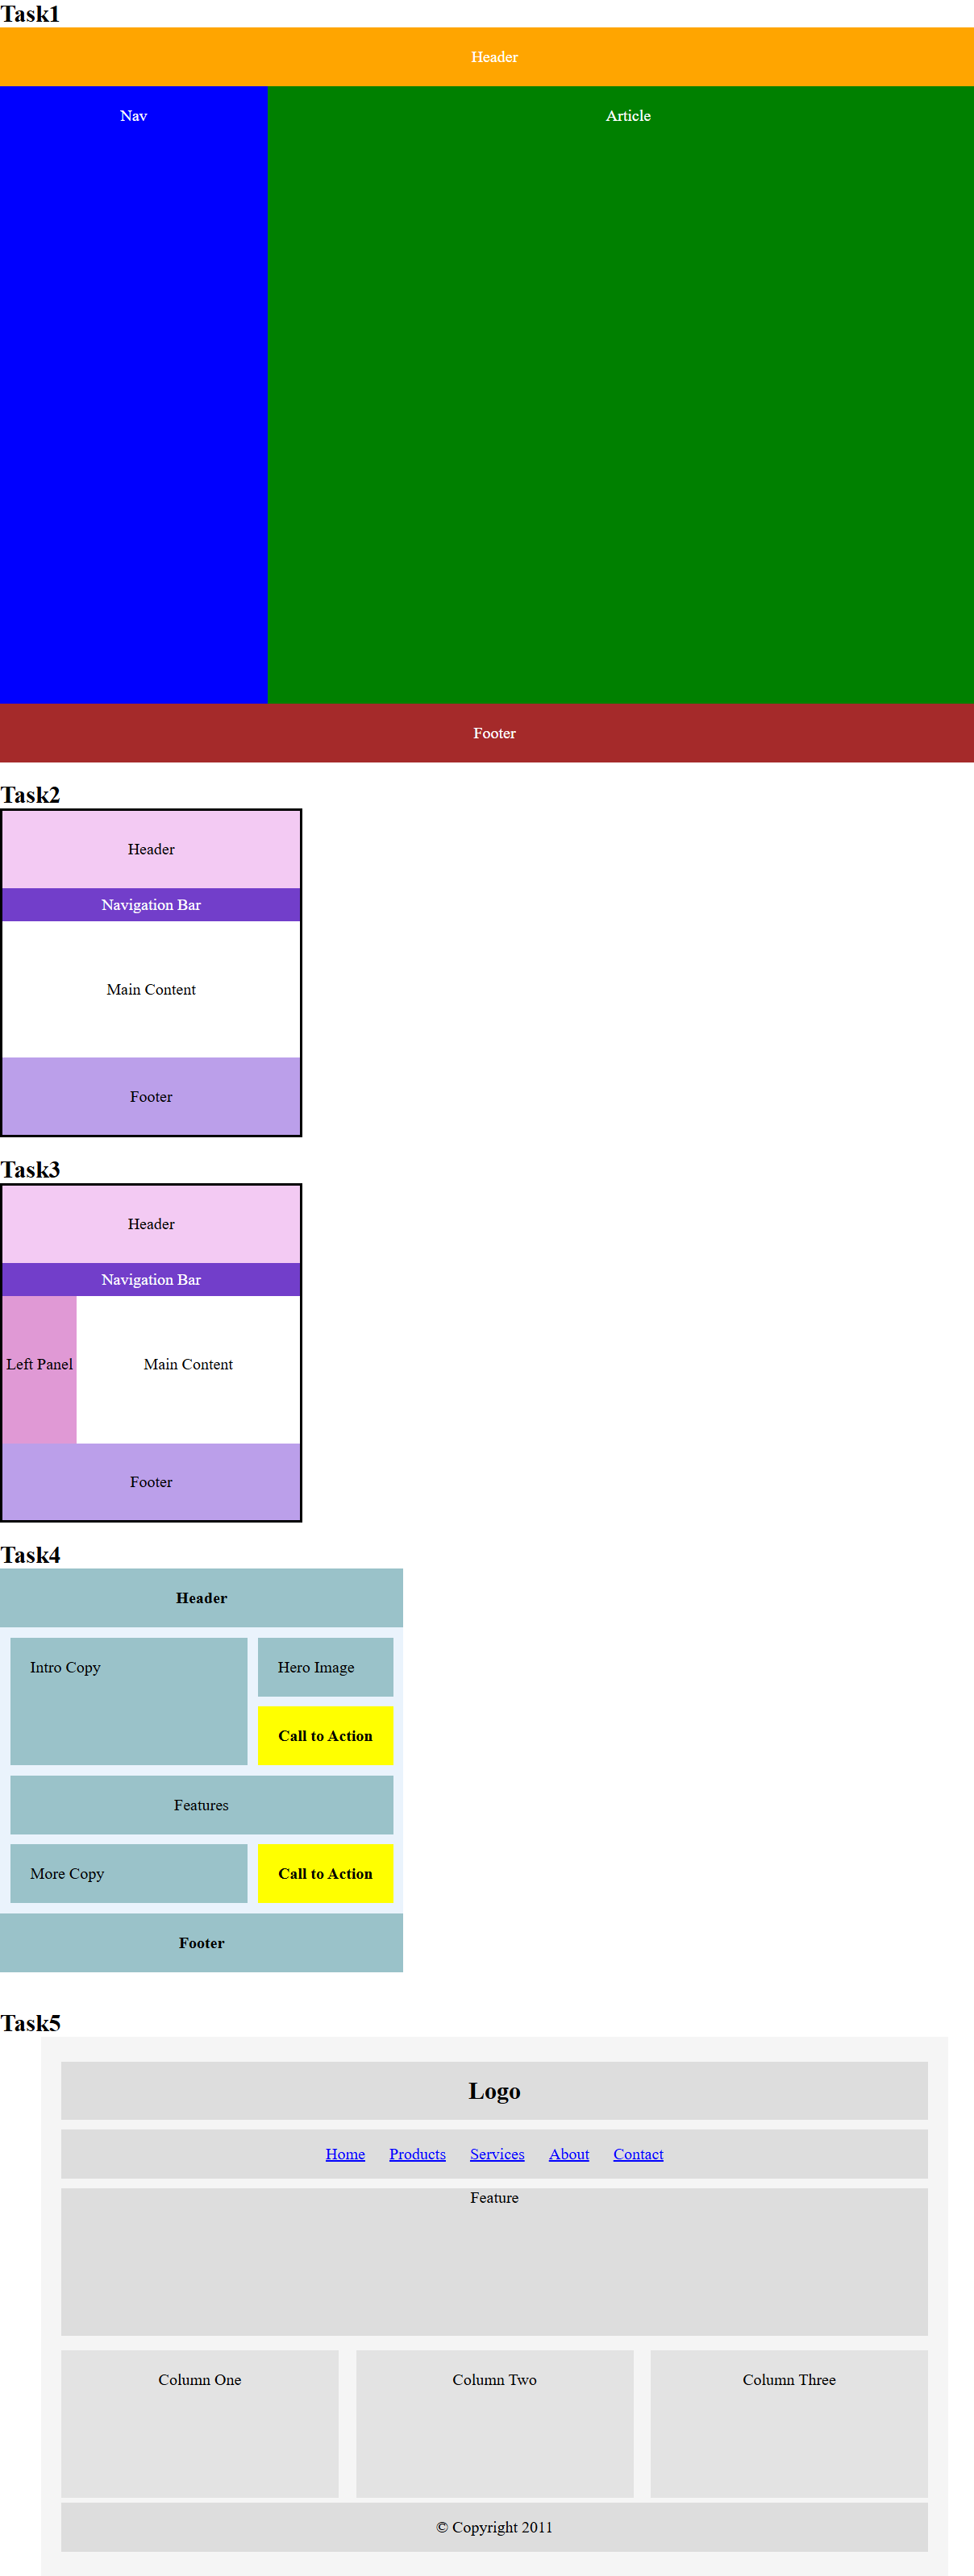 Task1
Header
Nav Article
Footer
Task2
Header
Navigation Bar
Main Content
Footer
Task3
Header
Navigation Bar
Left Panel Main Content
Footer
Task4
Header
Intro Copy Hero Image
Call to Action
Features
More Copy Call to Action
Footer
Task5
Logo
Home Products Services About Contact
Feature
Column One Column Two Column Three
© Copyright 2011